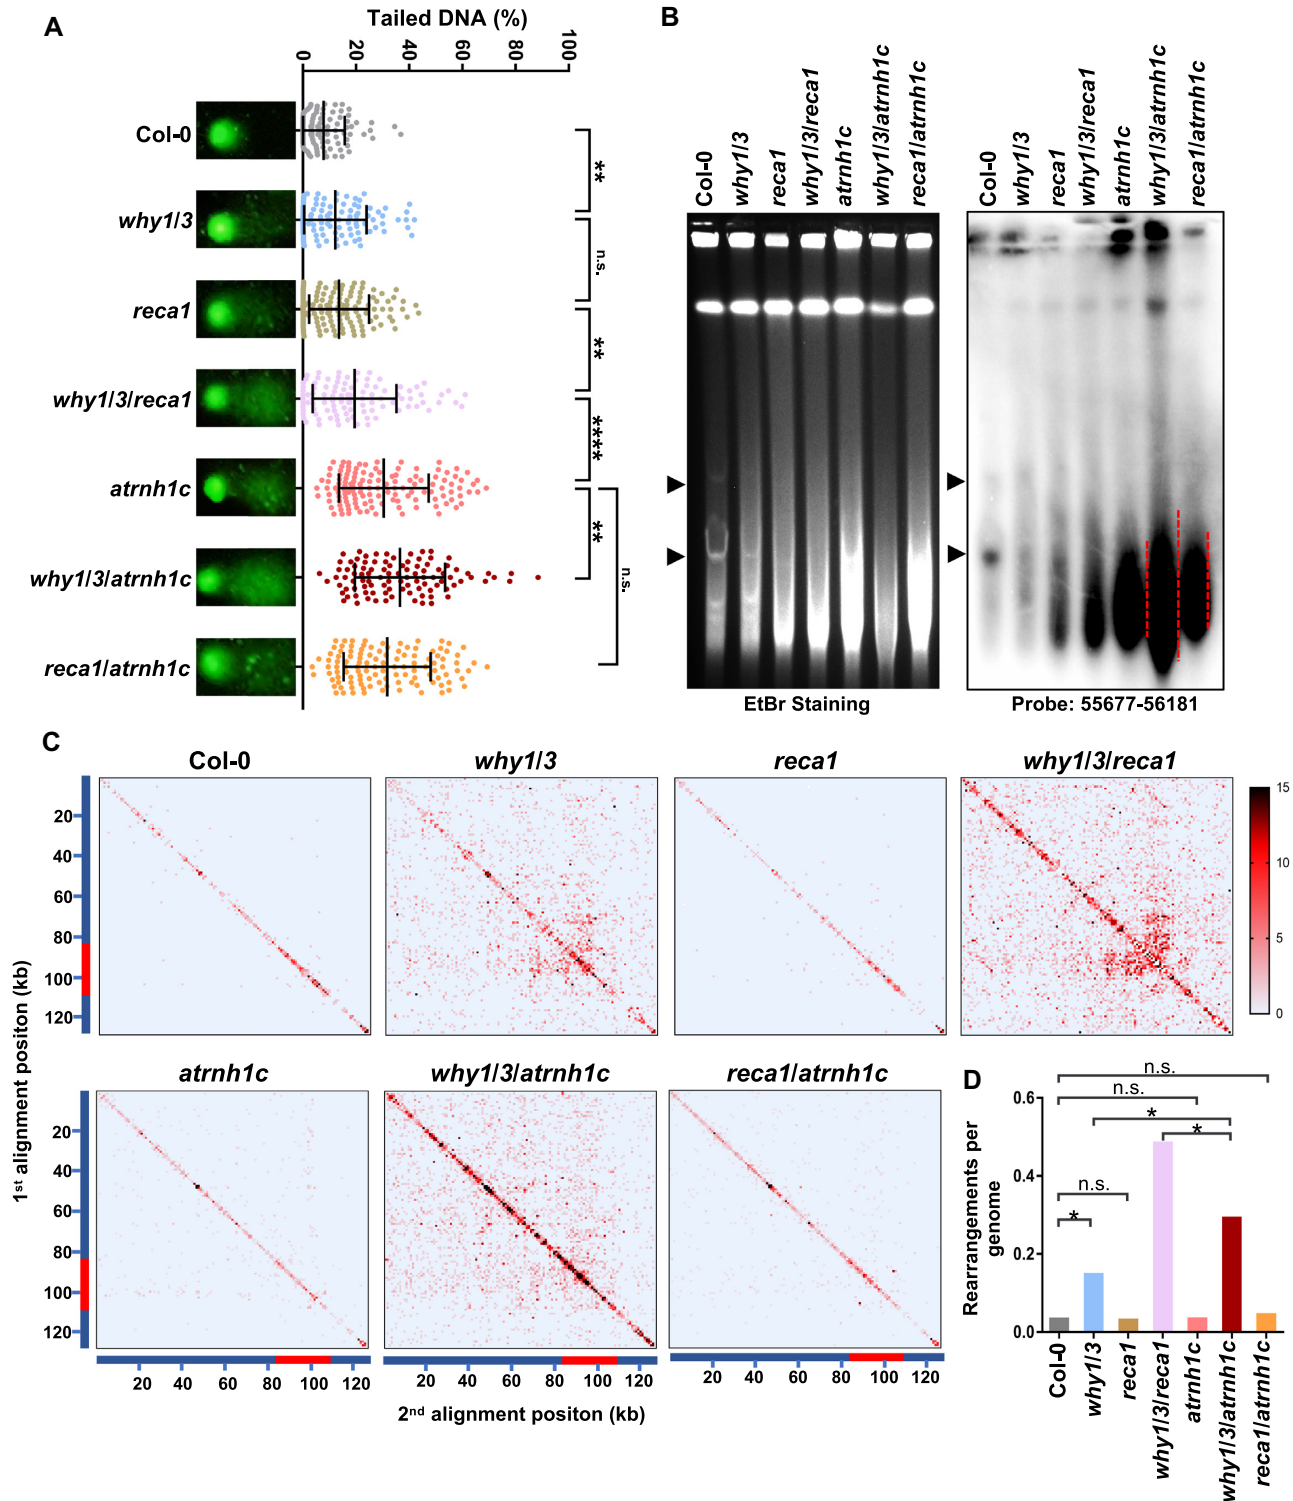 A
Tailed DNA (%)
0 20 40 60 80 100
Col-0
why1/3
reca1
why1/3/reca1
atrnh1c
why1/3/atrnh1c
reca1/atrnh1c
**
n.s.
**
****
**
n.s.
B
Col-0 why1/3 reca1 why1/3/reca1 atrnh1c why1/3/atrnh1c reca1/atrnh1c
Col-0 why1/3 reca1 why1/3/reca1 atrnh1c why1/3/atrnh1c reca1/atrnh1c
EtBr Staining
Probe: 55677-56181
C
Col-0 why1/3 reca1 why1/3/reca1
20
40
60
80
100
120
15
10
5
0
1st alignment positon (kb)
atrnh1c why1/3/atrnh1c reca1/atrnh1c
20
40
60
80
100
120
20 40 60 80 100 120
20 40 60 80 100 120
20 40 60 80 100 120
2nd alignment positon (kb)
D
Rearrangements per
genome
0.6
0.4
0.2
0.0
n.s.
n.s.
*
*
n.s.
*
Col-0
why1/3
reca1
why1/3/reca1
atrnh1c
why1/3/atrnh1c
reca1/atrnh1c